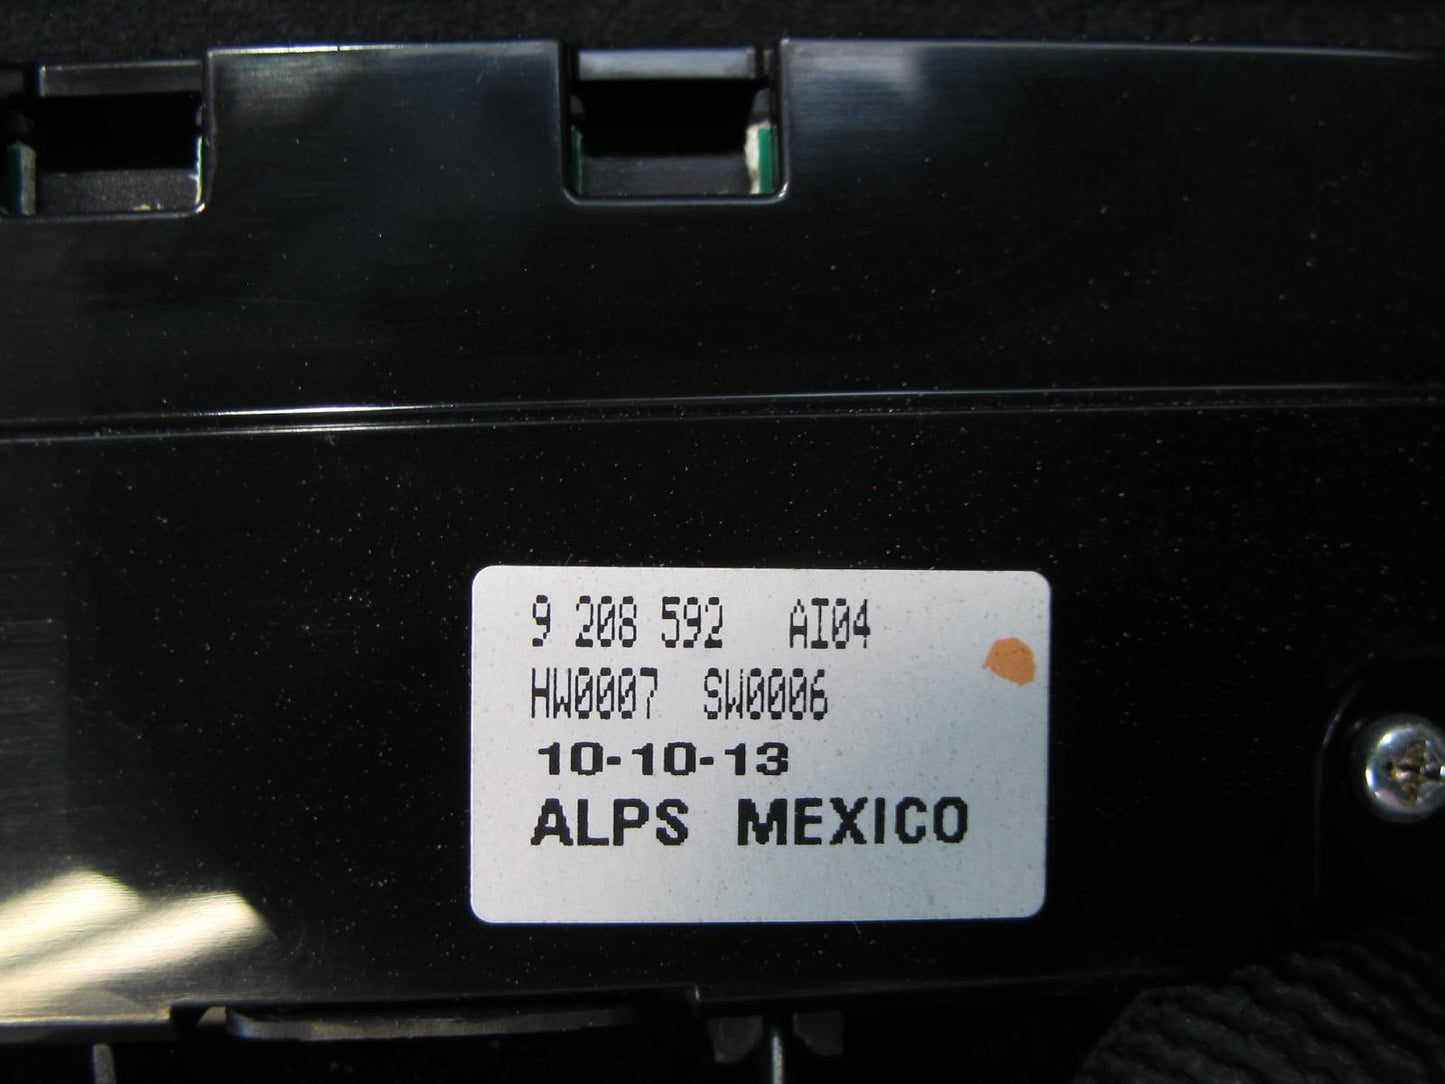 9 208 592 AI04
HW0007 SW0006
10-10-13
ALPS MEXICO